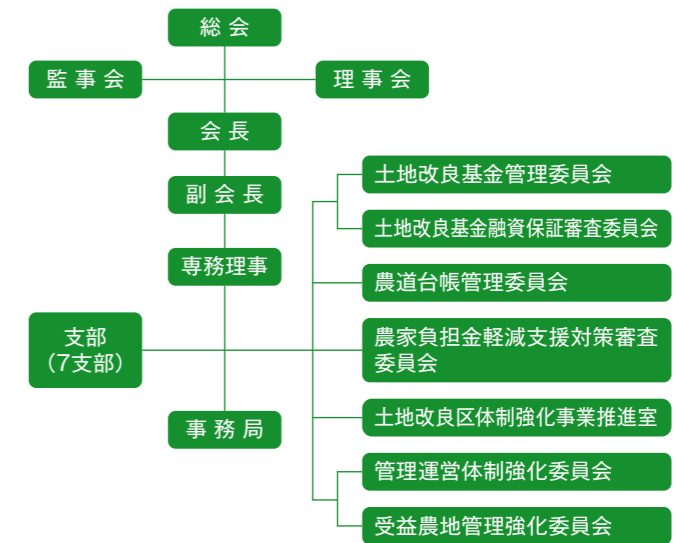 総会
監事会
理事会
会長
副会長
専務理事
支部
（7支部）
事務局
土地改良基金管理委員会
土地改良基金融資保証審査委員会
農道台帳管理委員会
農家負担金軽減支援対策審査
委員会
土地改良区体制強化事業推進室
管理運営体制強化委員会
受益農地管理強化委員会